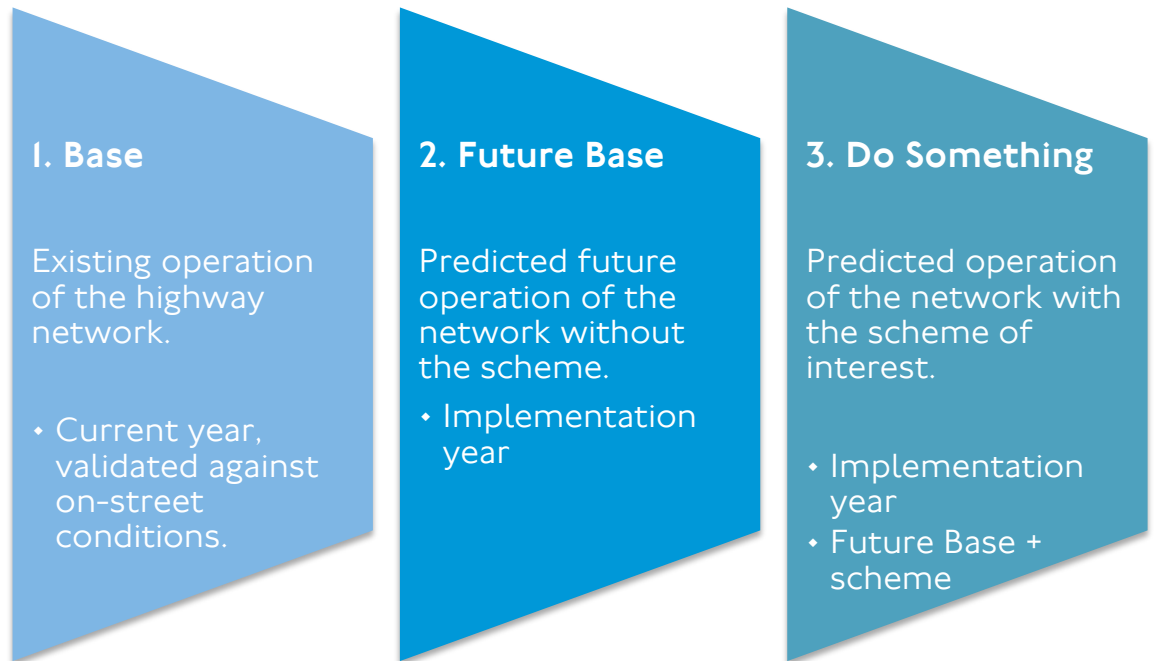 1. Base
Existing operation
of the highway
network.
• Current year,
validated against
on-street
conditions.
2. Future Base
Predicted future
operation of the
network without
the scheme.
• Implementation
year
3. Do Something
Predicted operation
of the network with
the scheme of
interest.
• Implementation
year
• Future Base +
scheme